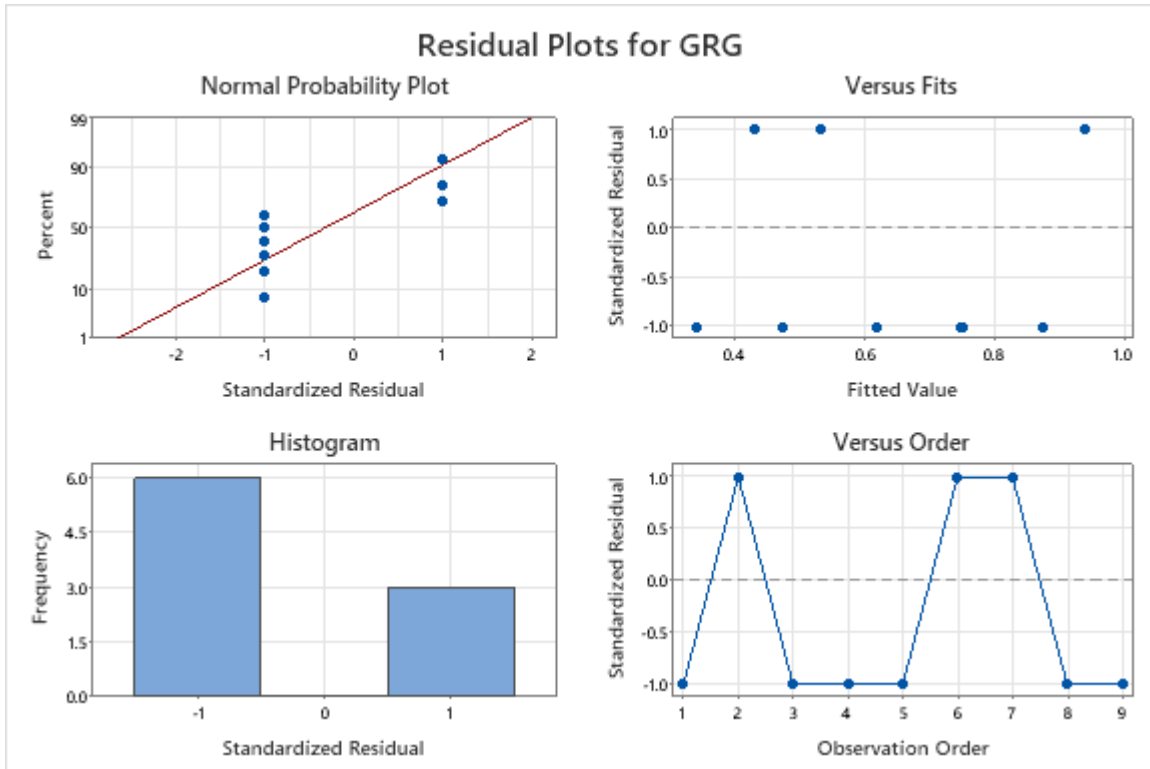 Residual Plots for GRG
Normal Probability Plot
99
90
50
10
1
Percent
-2 -1 0 1 2
Standardized Residual
Versus Fits
1.0
0.5
0.0
-0.5
-1.0
Standardized Residual
0.4 0.6 0.8 1.0
Fitted Value
Histogram
6.0
4.5
3.0
1.5
0.0
Frequency
-1 0 1
Standardized Residual
Versus Order
1.0
0.5
0.0
-0.5
-1.0
Standardized Residual
1 2 3 4 5 6 7 8 9
Observation Order